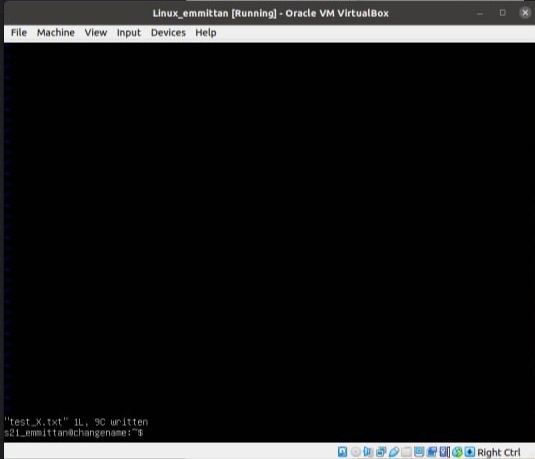 Linux_emmittan [Running] - Oracle VM VirtualBox
File Machine View Input Devices Help
"test_X.txt" 1L, 9C written
s21_emmittan@changename:~$
Right Ctrl